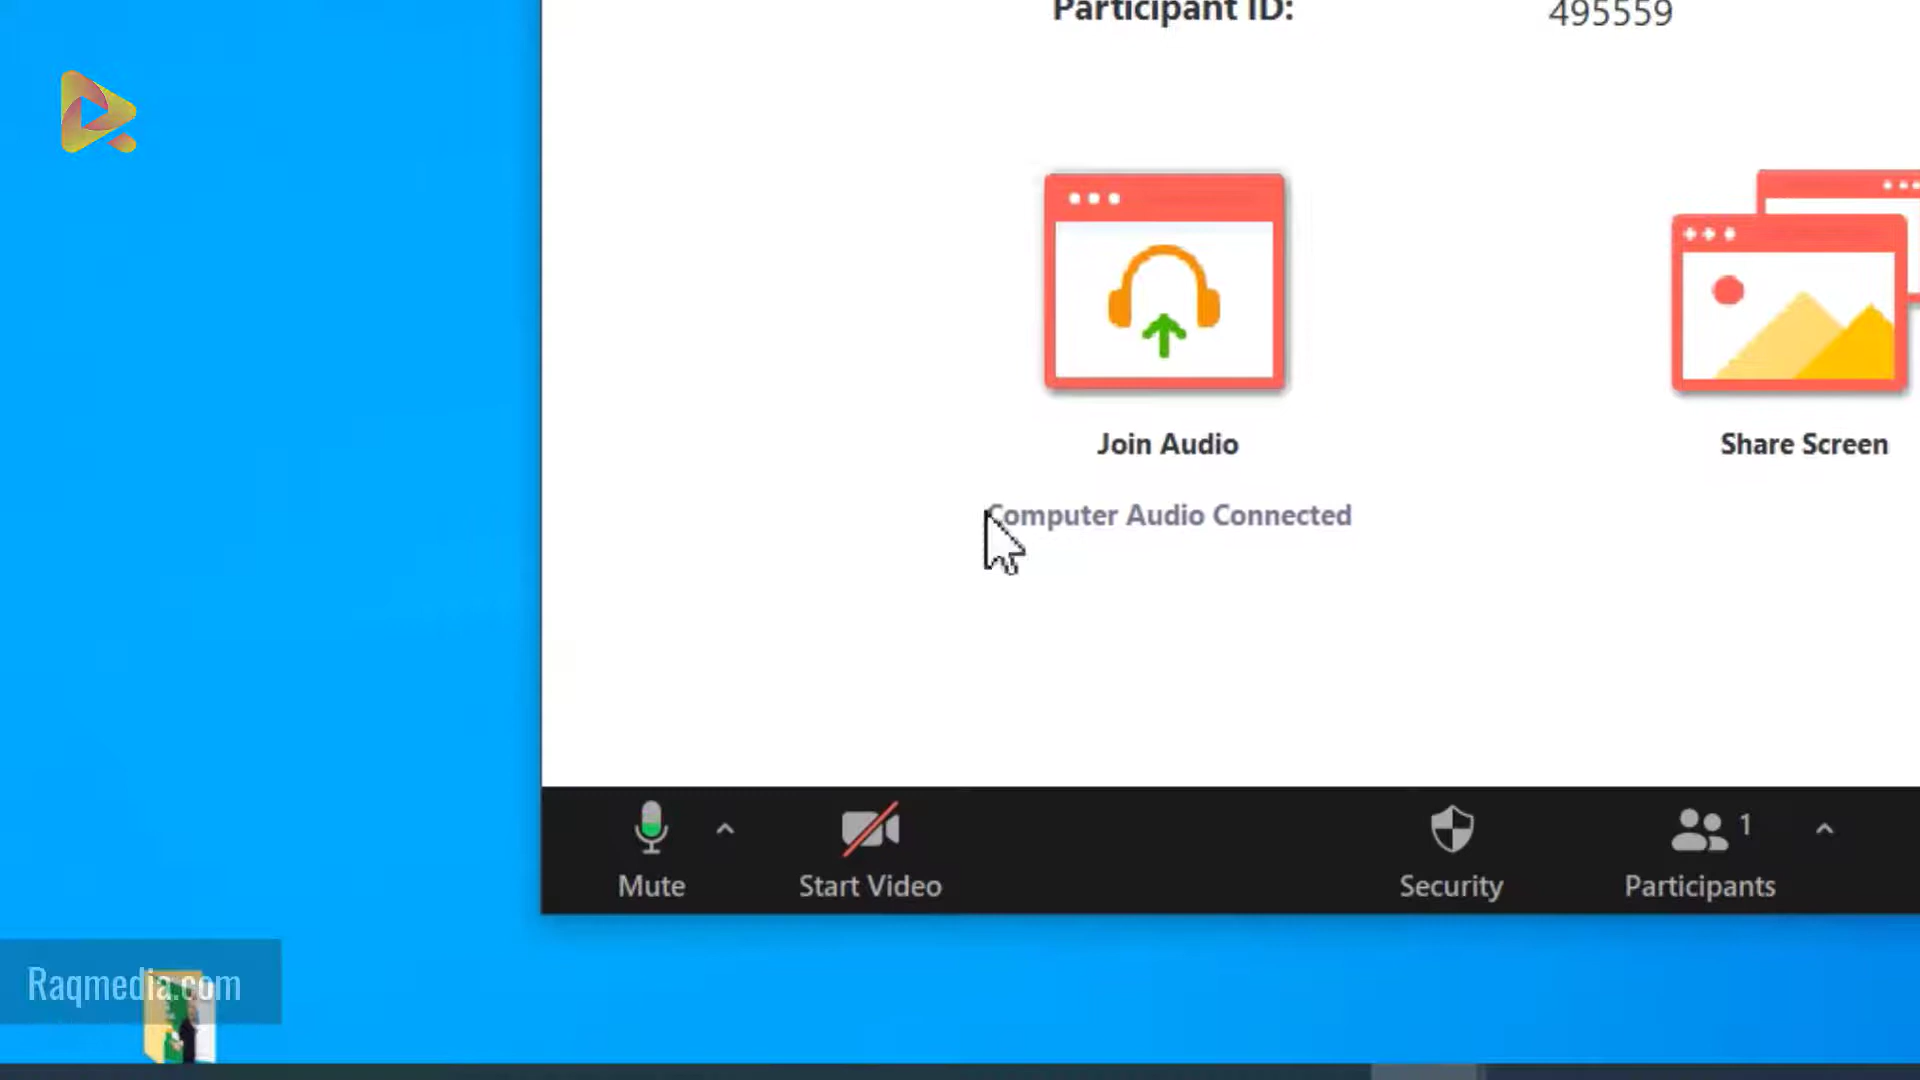 Participant ID: 495559
Join Audio
Share Screen
Computer Audio Connected
1
Mute
Start Video
Security
Participants
Raqmedia.com